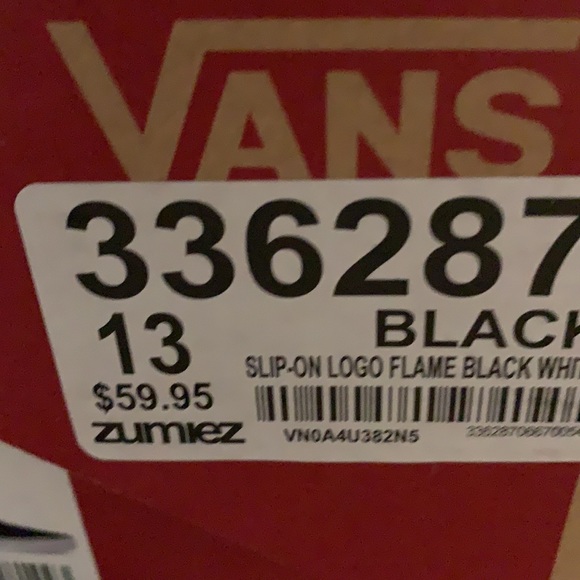 VANS
336287
13
BLACK
SLIP-ON LOGO FLAME BLACK
$59.95
zumiez
VN0A4U382N5